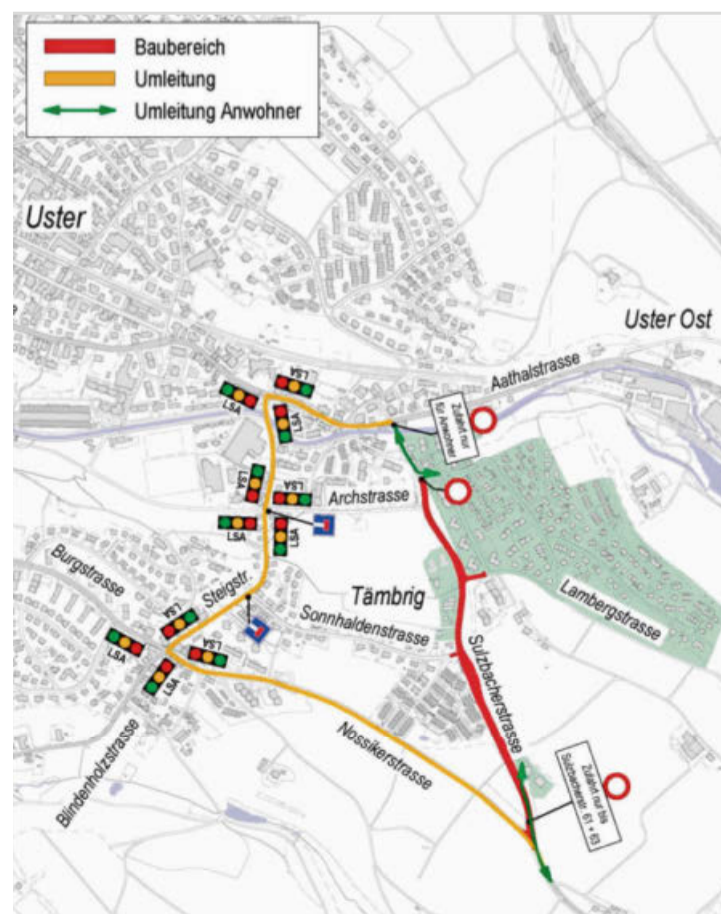 Baubereich
Umleitung
Umleitung Anwohner
Uster
Uster Ost
Aathalstrasse
LSA
LSA
LSA
Zufahrt nur
für Anwohner
LSA
LSA
Archstrasse
LSA
LSA
Burgstrasse
Steigstr.
Tämbrig
Lambergstrasse
Sonnhaldenstrasse
LSA
LSA
LSA
LSA
Sulzbacherstrasse
Blindenholzstrasse
Nossikerstrasse
Zufahrt nur bis
Sulzbacherstr. 61 + 63